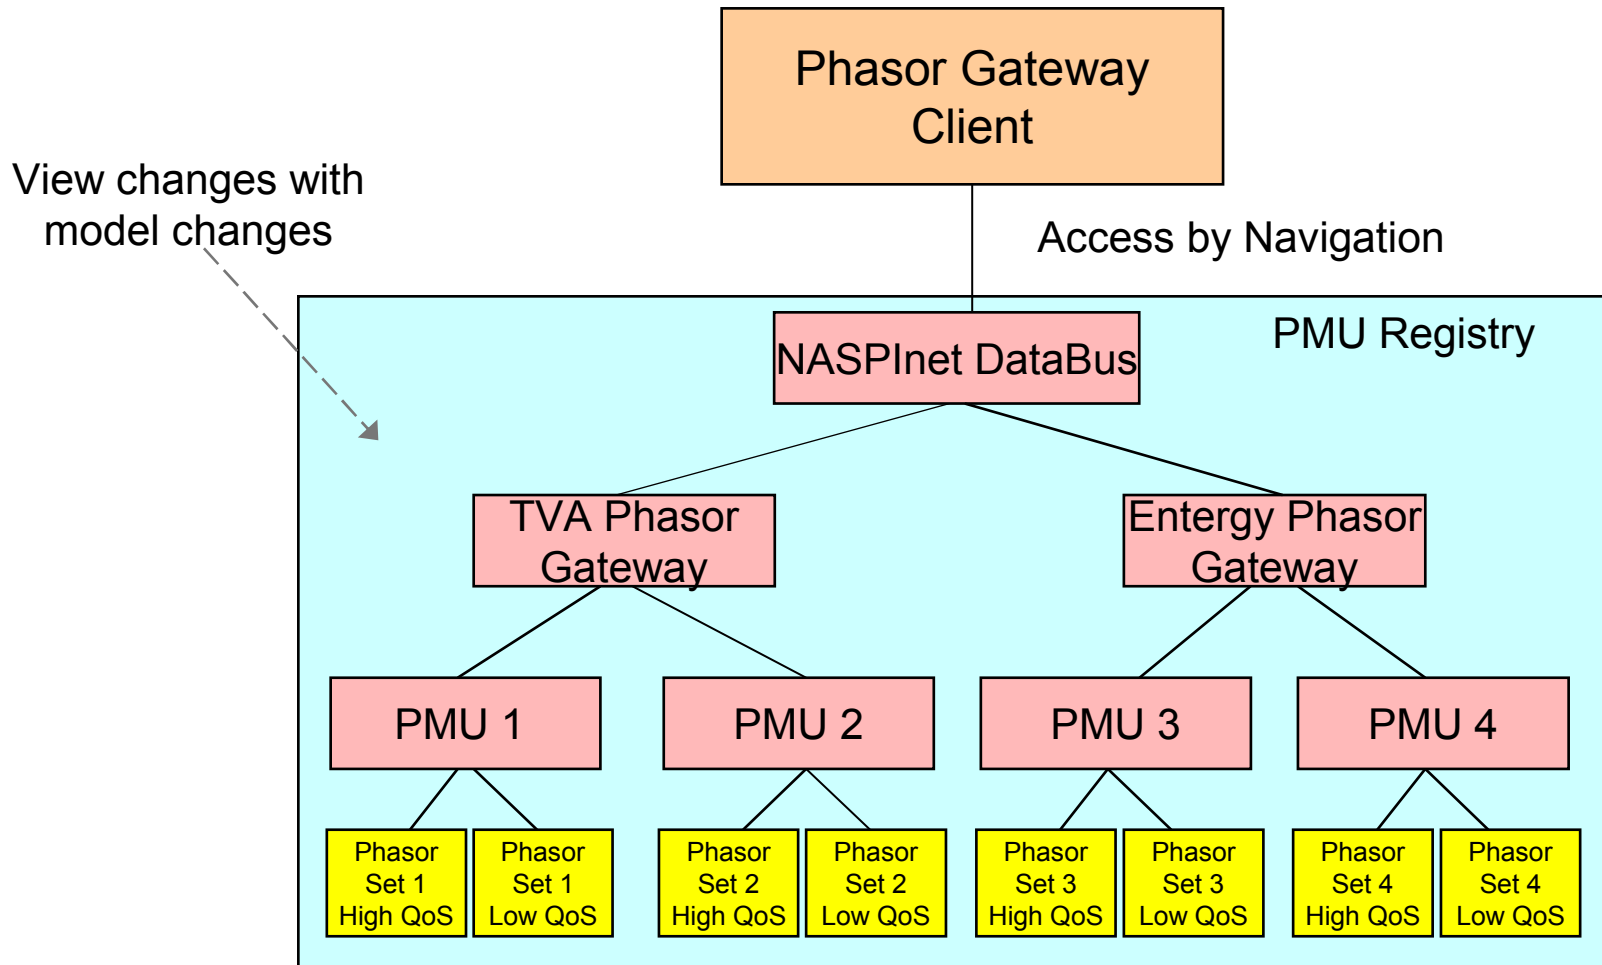 Phasor Gateway
Client
View changes with
model changes
Access by Navigation
PMU Registry
NASPInet DataBus
TVA Phasor
Gateway
Entergy Phasor
Gateway
PMU 1
PMU 2
PMU 3
PMU 4
Phasor
Set 1
High QoS
Phasor
Set 1
Low QoS
Phasor
Set 2
High QoS
Phasor
Set 2
Low QoS
Phasor
Set 3
High QoS
Phasor
Set 3
Low QoS
Phasor
Set 4
High QoS
Phasor
Set 4
Low QoS